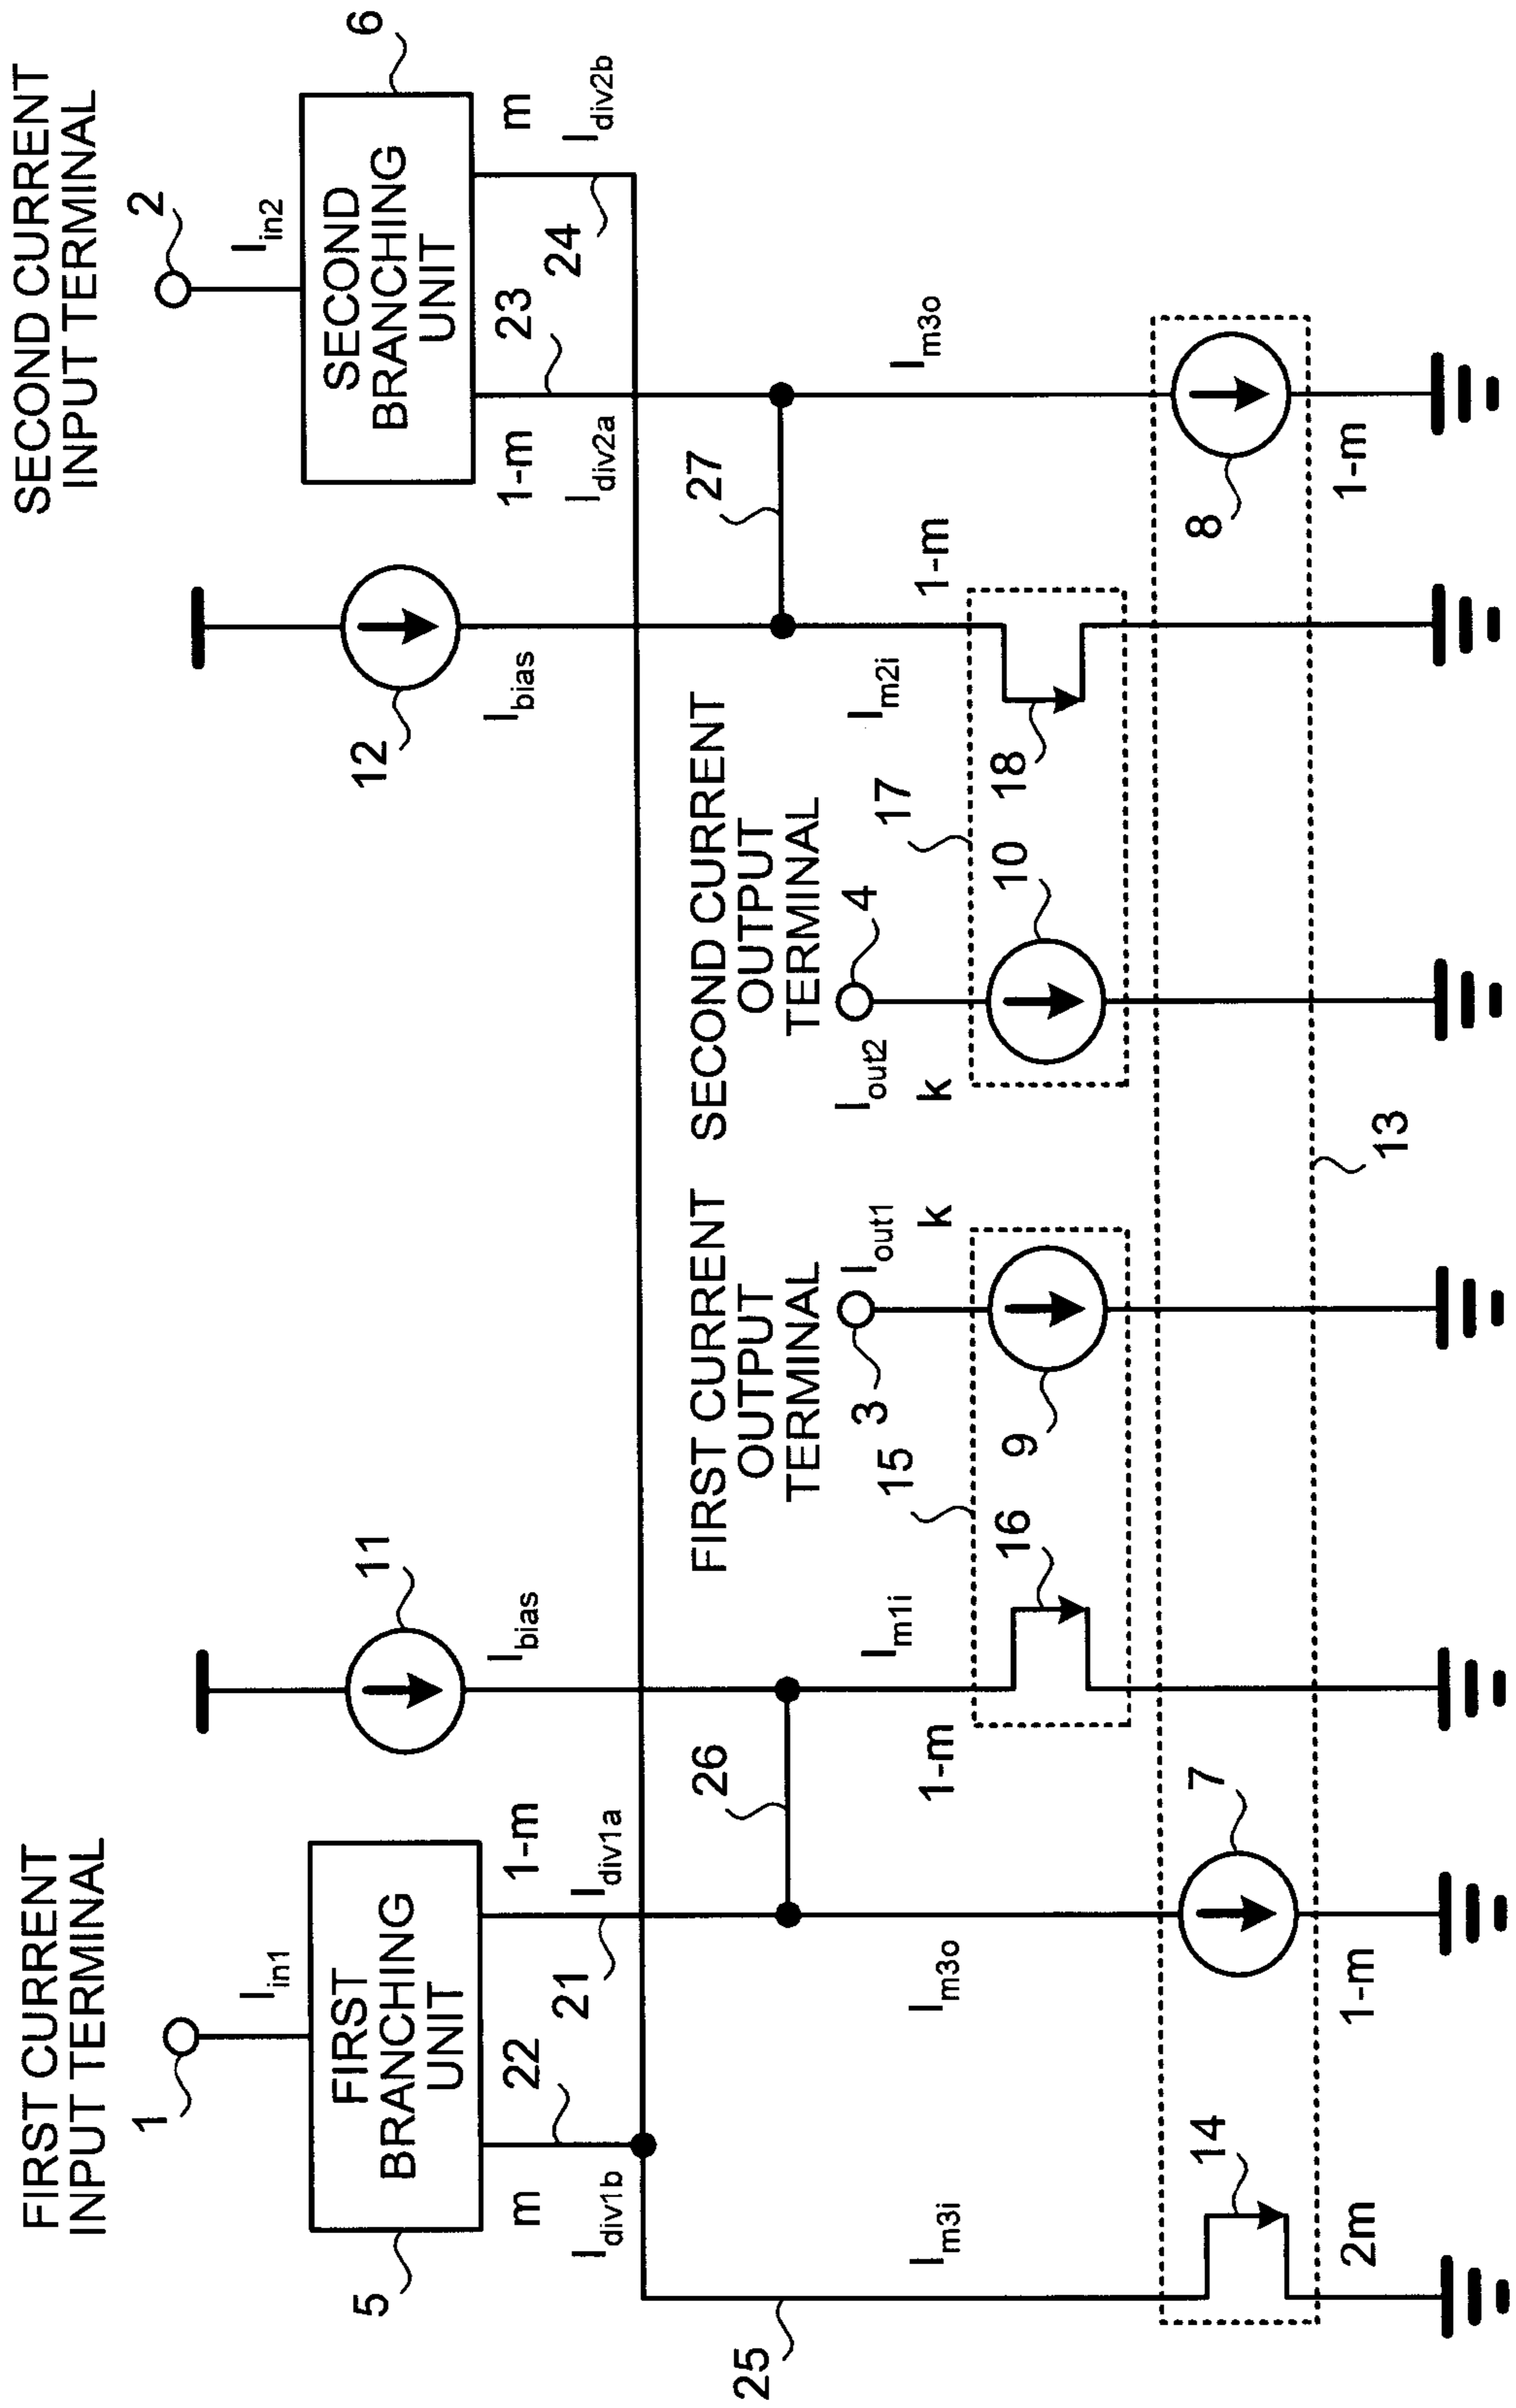 FIRST CURRENT
INPUT TERMINAL
SECOND CURRENT
INPUT TERMINAL
1
I_in1
2
I_in2
5
FIRST
BRANCHING
UNIT
11
12
SECOND
BRANCHING
UNIT
6
m
22
21
1-m
I_div1b
I_div1a
I_bias
I_bias
1-m
23
24
m
I_div2a
I_div2b
25
26
27
FIRST CURRENT
OUTPUT
TERMINAL
SECOND CURRENT
OUTPUT
TERMINAL
3
I_out1
I_out2
4
15
17
I_m3i
I_m3o
I_m1i
I_m2i
I_m3o
1-m
k
k
1-m
16
9
10
18
14
7
8
2m
1-m
1-m
13